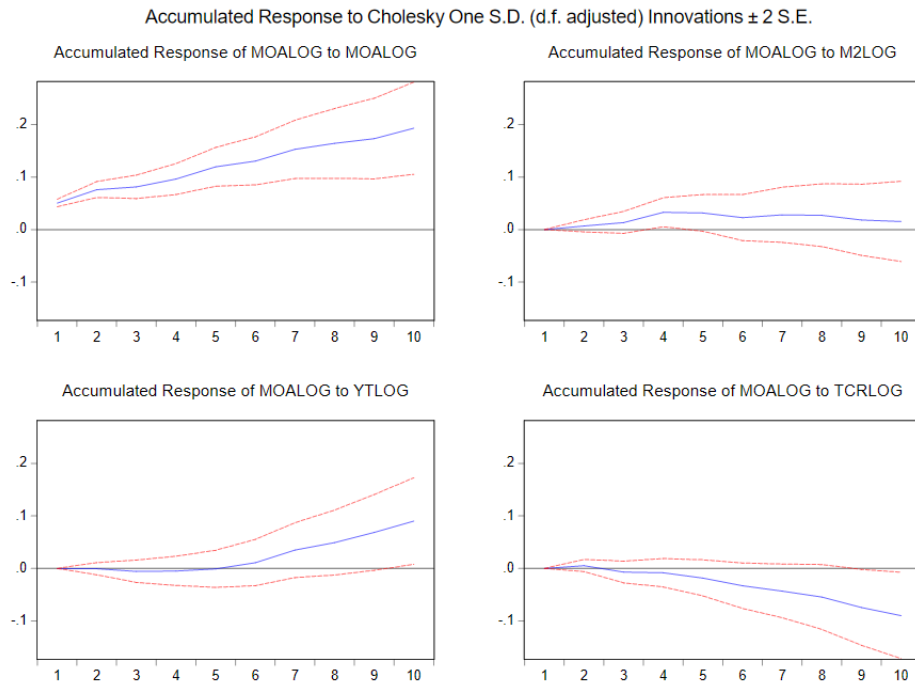 Accumulated Response to Cholesky One S.D. (d.f. adjusted) Innovations ± 2 S.E.
Accumulated Response of MOALOG to MOALOG
.2
.1
.0
-.1
1 2 3 4 5 6 7 8 9 10
Accumulated Response of MOALOG to M2LOG
.2
.1
.0
-.1
1 2 3 4 5 6 7 8 9 10
Accumulated Response of MOALOG to YTLOG
.2
.1
.0
-.1
1 2 3 4 5 6 7 8 9 10
Accumulated Response of MOALOG to TCRLOG
.2
.1
.0
-.1
1 2 3 4 5 6 7 8 9 10